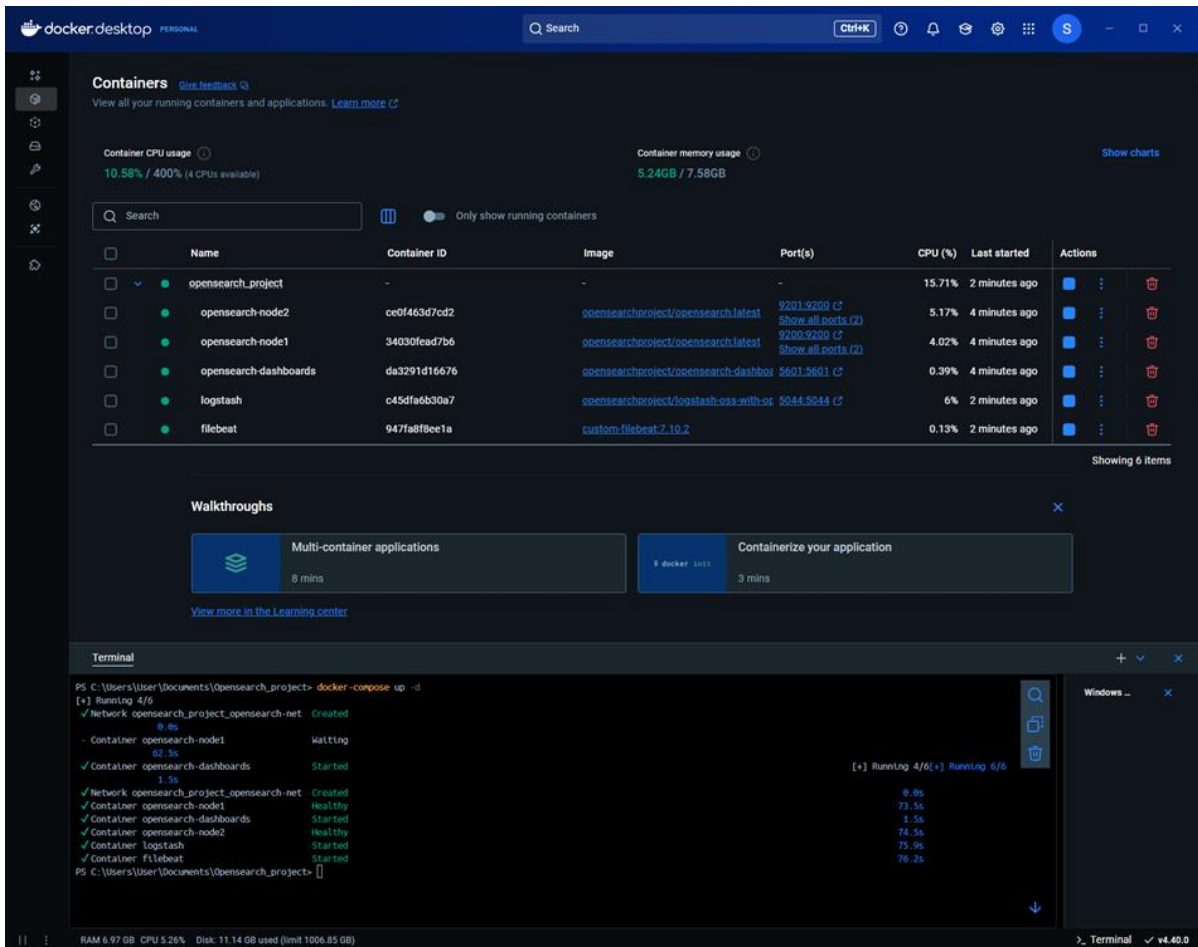 docker.desktop PERSONAL
Search Ctrl+K
S
Containers Give feedback
View all your running containers and applications. Learn more
Container CPU usage
10.58% / 400% (4 CPUs available)
Container memory usage
5.24GB / 7.58GB
Show charts
Search
Only show running containers
Name Container ID Image Port(s) CPU (%) Last started Actions
opensearch_project - - - 15.71% 2 minutes ago
opensearch-node2 ce0f463d7cd2 opensearchproject/opensearch:latest 9201:9200 5.17% 4 minutes ago
Show all ports (2)
opensearch-node1 34030fead7b6 opensearchproject/opensearch:latest 9200:9200 4.02% 4 minutes ago
Show all ports (2)
opensearch-dashboards da3291d16676 opensearchproject/opensearch-dashboa 5601:5601 0.39% 4 minutes ago
logstash c45dfa6b30a7 opensearchproject/logstash-oss-with-op 5044:5044 6% 2 minutes ago
filebeat 947fa8f8ee1a custom-filebeat:7.10.2 0.13% 2 minutes ago
Showing 6 items
Walkthroughs
Multi-container applications
8 mins
$ docker init
Containerize your application
3 mins
View more in the Learning center
Terminal
Windows ...
PS C:\Users\User\Documents\Opensearch_project> docker-compose up -d
[+] Running 4/6
✓Network opensearch_project_opensearch-net Created
0.0s
- Container opensearch-node1 Waiting
62.5s
✓Container opensearch-dashboards Started [+] Running 4/6[+] Running 6/6
1.5s
✓Network opensearch_project_opensearch-net Created 0.0s
✓Container opensearch-node1 Healthy 73.5s
✓Container opensearch-dashboards Started 1.5s
✓Container opensearch-node2 Healthy 74.5s
✓Container logstash Started 75.9s
✓Container filebeat Started 76.2s
PS C:\Users\User\Documents\Opensearch_project>
RAM 6.97 GB CPU 5.26% Disk: 11.14 GB used (limit 1006.85 GB)
>_ Terminal ✓ v4.40.0